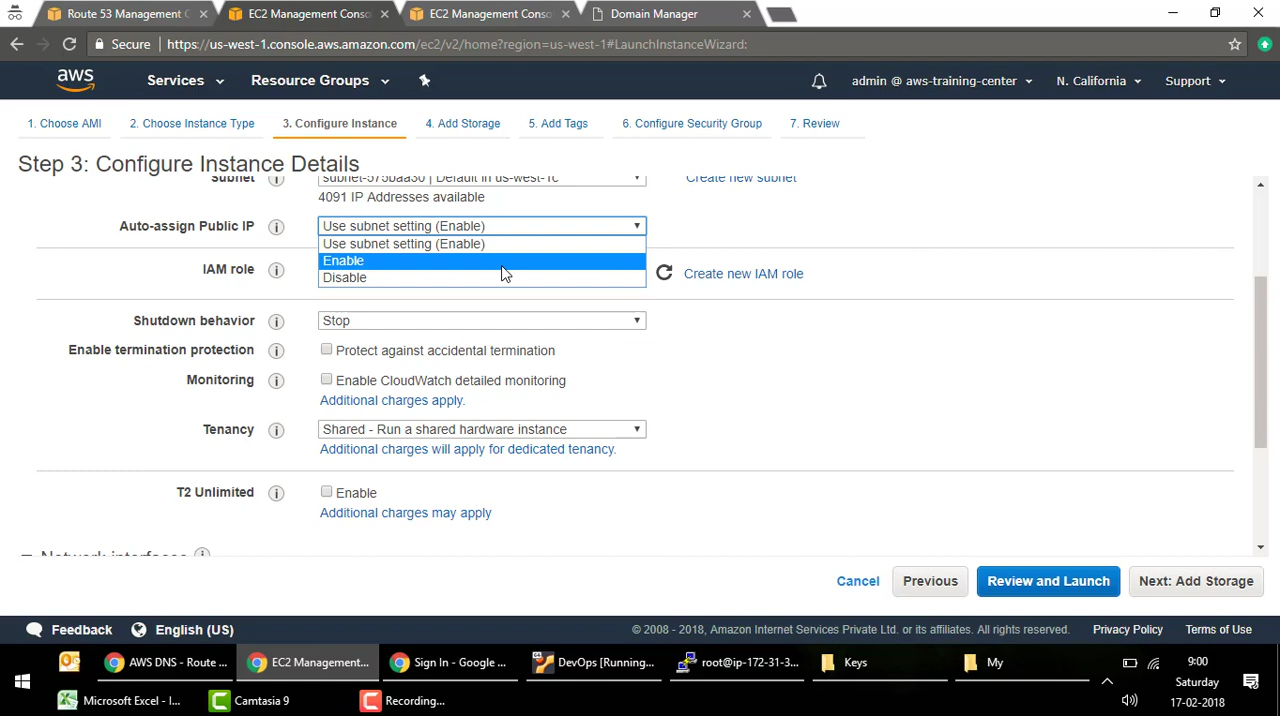 Route 53 Management C
EC2 Management Conso
EC2 Management Conso
Domain Manager
Secure
https://us-west-1.console.aws.amazon.com/ec2/v2/home?region=us-west-1#LaunchInstanceWizard:
aws
Services
Resource Groups
admin @ aws-training-center
N. California
Support
1. Choose AMI
2. Choose Instance Type
3. Configure Instance
4. Add Storage
5. Add Tags
6. Configure Security Group
7. Review
Step 3: Configure Instance Details
Subnet
subnet-575baa30 | Default in us-west-1c
Create new subnet
4091 IP Addresses available
Auto-assign Public IP
Use subnet setting (Enable)
Use subnet setting (Enable)
Enable
Disable
IAM role
Create new IAM role
Shutdown behavior
Stop
Enable termination protection
Protect against accidental termination
Monitoring
Enable CloudWatch detailed monitoring
Additional charges apply.
Tenancy
Shared - Run a shared hardware instance
Additional charges will apply for dedicated tenancy.
T2 Unlimited
Enable
Additional charges may apply
Network interfaces
Cancel
Previous
Review and Launch
Next: Add Storage
Feedback
English (US)
© 2008 - 2018, Amazon Internet Services Private Ltd. or its affiliates. All rights reserved.
Privacy Policy
Terms of Use
AWS DNS - Route ...
EC2 Management...
Sign In - Google ...
DevOps [Running...
root@ip-172-31-3...
Keys
My
9:00
Saturday
17-02-2018
Microsoft Excel - I...
Camtasia 9
Recording...